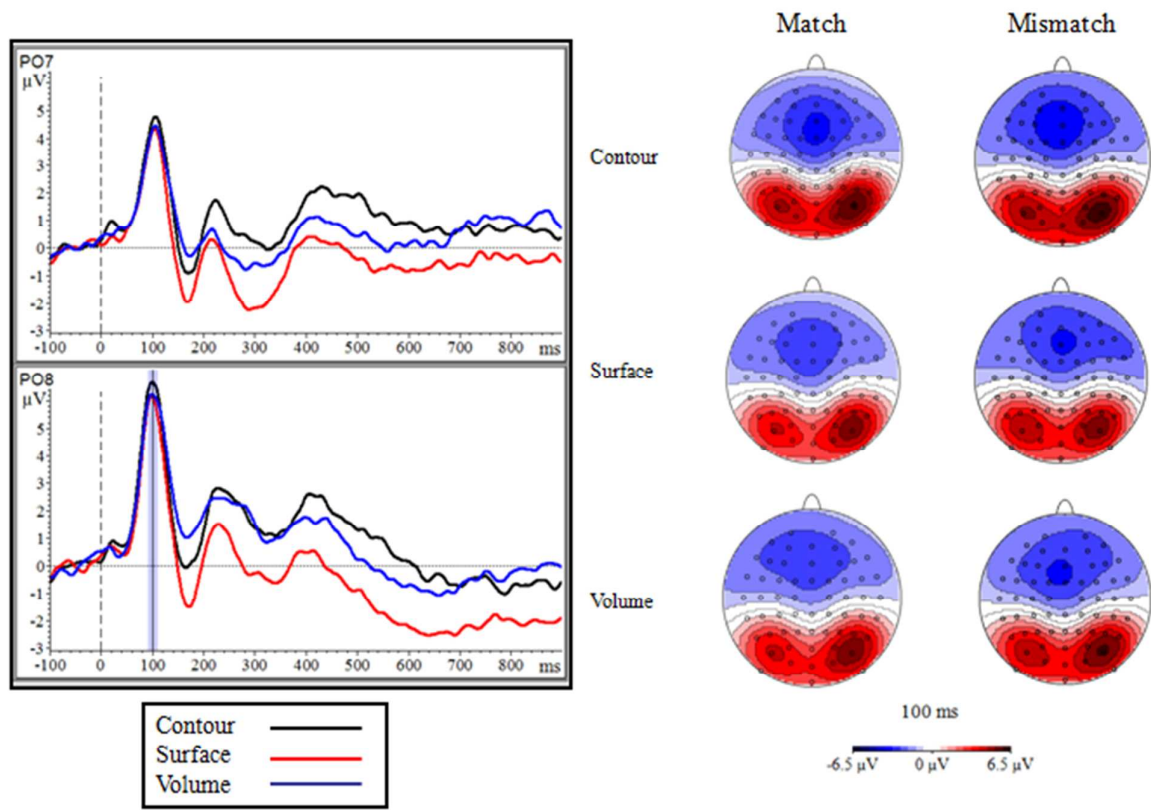 PO7
µV
5
4
3
2
1
0
-1
-2
-3
-100 0 100 200 300 400 500 600 700 800 ms
PO8
µV
5
4
3
2
1
0
-1
-2
-3
-100 0 100 200 300 400 500 600 700 800 ms
Contour
Surface
Volume
Match Mismatch
Contour
Surface
Volume
100 ms
-6.5 µV 0 µV 6.5 µV